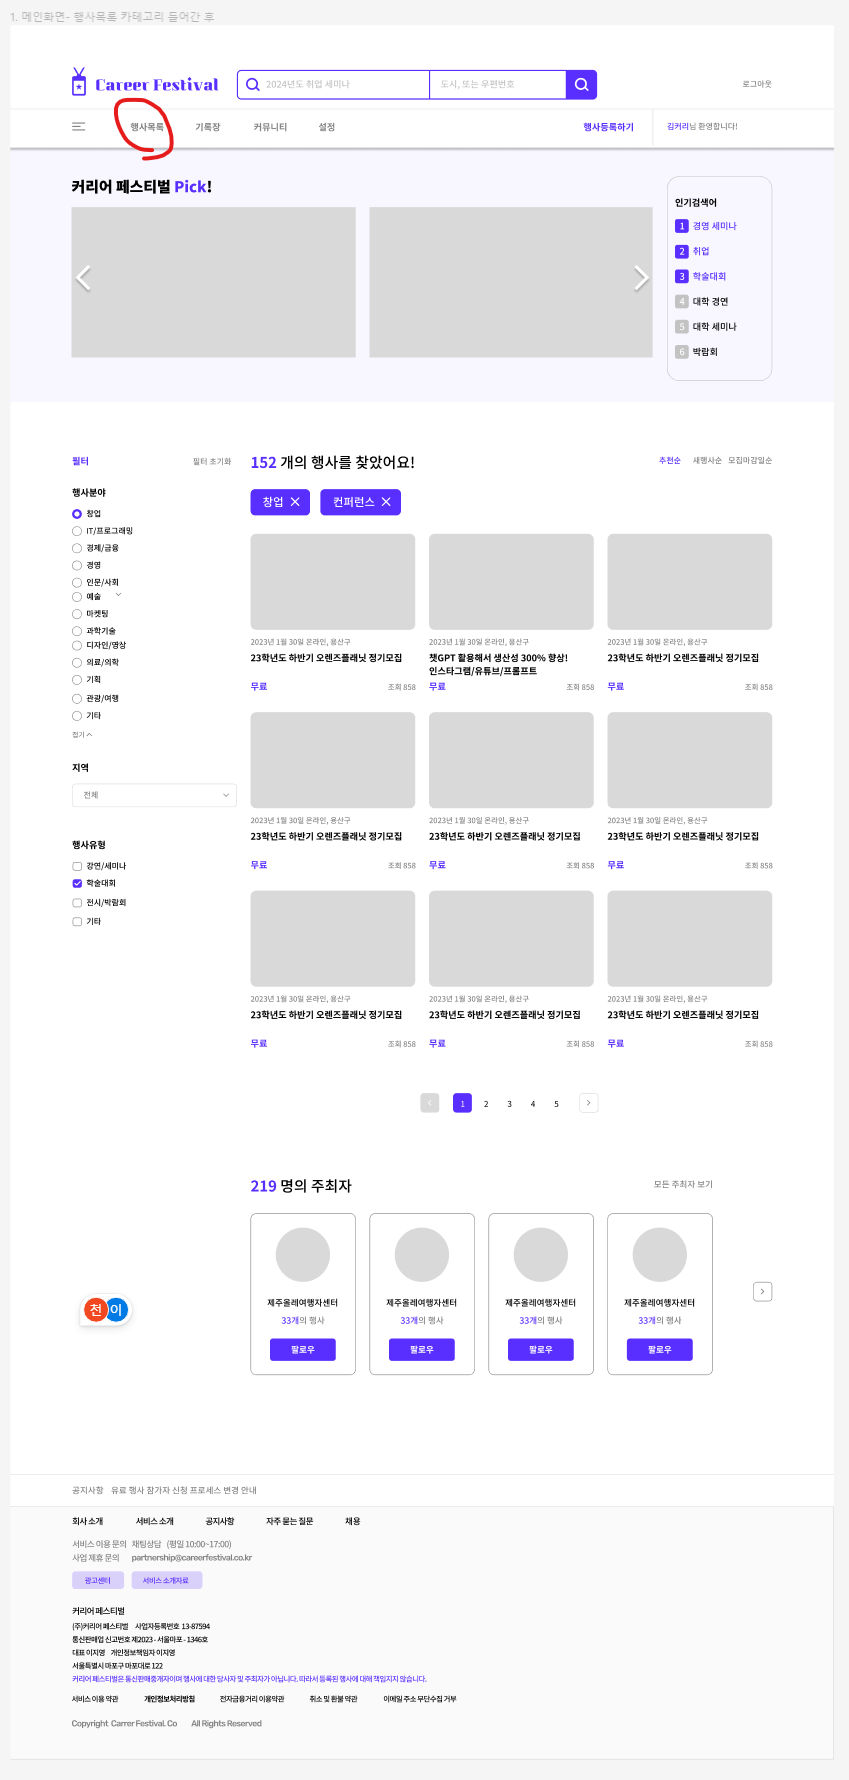 1. 메인화면- 행사목록 카테고리 들어간 후
Career Festival
2024년도 취업 세미나
도시, 또는 우편번호
로그아웃
행사목록 기록장 커뮤니티 설정
행사등록하기
김커리님 환영합니다!
커리어 페스티벌 Pick!
인기검색어
1 경영 세미나
2 취업
3 학술대회
4 대학 경연
5 대학 세미나
6 박람회
필터 필터 초기화
행사분야
창업
IT/프로그래밍
경제/금융
경영
인문/사회
예술
마켓팅
과학기술
디자인/영상
의료/의학
기획
관광/여행
기타
접기
지역
전체
행사유형
강연/세미나
학술대회
전시/박람회
기타
152 개의 행사를 찾았어요!
추천순 새행사순 모집마감일순
창업 컨퍼런스
2023년 1월 30일 온라인, 용산구
23학년도 하반기 오렌즈플래닛 정기모집
무료 조회 858
2023년 1월 30일 온라인, 용산구
챗GPT 활용해서 생산성 300% 향상!
인스타그램/유튜브/프롬프트
무료 조회 858
2023년 1월 30일 온라인, 용산구
23학년도 하반기 오렌즈플래닛 정기모집
무료 조회 858
2023년 1월 30일 온라인, 용산구
23학년도 하반기 오렌즈플래닛 정기모집
무료 조회 858
2023년 1월 30일 온라인, 용산구
23학년도 하반기 오렌즈플래닛 정기모집
무료 조회 858
2023년 1월 30일 온라인, 용산구
23학년도 하반기 오렌즈플래닛 정기모집
무료 조회 858
2023년 1월 30일 온라인, 용산구
23학년도 하반기 오렌즈플래닛 정기모집
무료 조회 858
2023년 1월 30일 온라인, 용산구
23학년도 하반기 오렌즈플래닛 정기모집
무료 조회 858
2023년 1월 30일 온라인, 용산구
23학년도 하반기 오렌즈플래닛 정기모집
무료 조회 858
1 2 3 4 5
219 명의 주최자
모든 주최자 보기
제주올레여행자센터
33개의 행사
팔로우
제주올레여행자센터
33개의 행사
팔로우
제주올레여행자센터
33개의 행사
팔로우
제주올레여행자센터
33개의 행사
팔로우
천 이
공지사항 유료 행사 참가자 신청 프로세스 변경 안내
회사 소개 서비스 소개 공지사항 자주 묻는 질문 채용
서비스 이용 문의 채팅상담 (평일 10:00~17:00)
사업 제휴 문의 partnership@careerfestival.co.kr
광고센터 서비스 소개자료
커리어 페스티벌
(주)커리어 페스티벌 사업자등록번호 13-87594
통신판매업 신고번호 제2023 - 서울마포 - 1346호
대표 이지영 개인정보책임자 이지영
서울특별시 마포구 마포대로 122
커리어 페스티벌은 통신판매중개자이며 행사에 대한 당사자 및 주최자가 아닙니다. 따라서 등록된 행사에 대해 책임지지 않습니다.
서비스 이용 약관 개인정보처리방침 전자금융거리 이용약관 취소 및 환불 약관 이메일 주소 무단수집 거부
Copyright Carrer Festival. Co All Rights Reserved